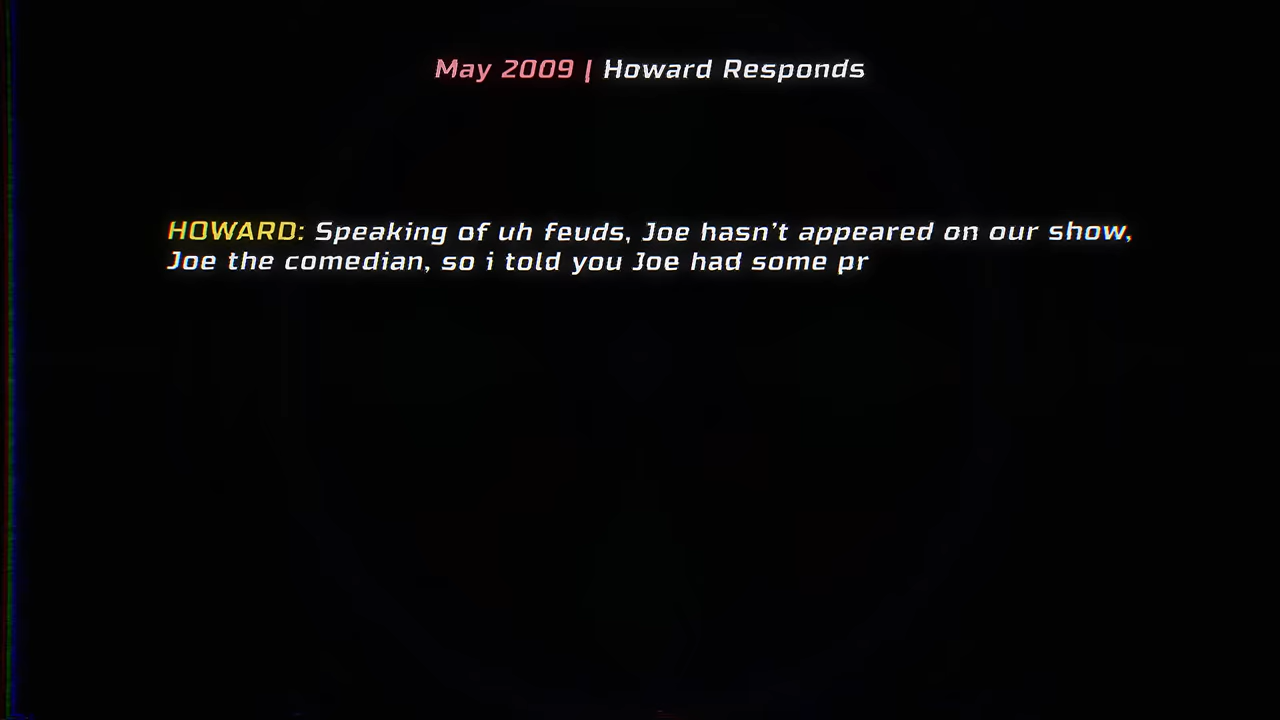 May 2009 | Howard Responds
HOWARD: Speaking of uh feuds, Joe hasn't appeared on our show,
Joe the comedian, so i told you Joe had some pr